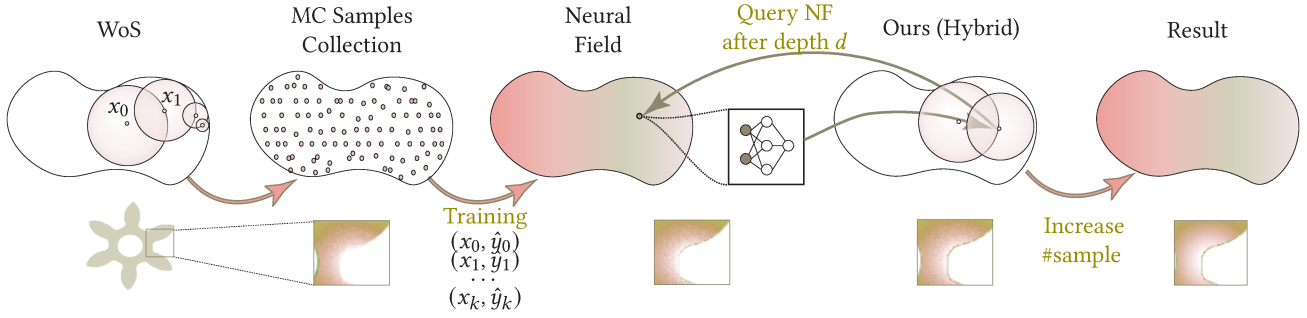 WoS
MC Samples
Collection
Neural
Field
Query NF
after depth d
Ours (Hybrid)
Result
x₀
x₁
Training
(x₀, ŷ₀)
(x₁, ŷ₁)
...
(xₖ, ŷₖ)
Increase
#sample